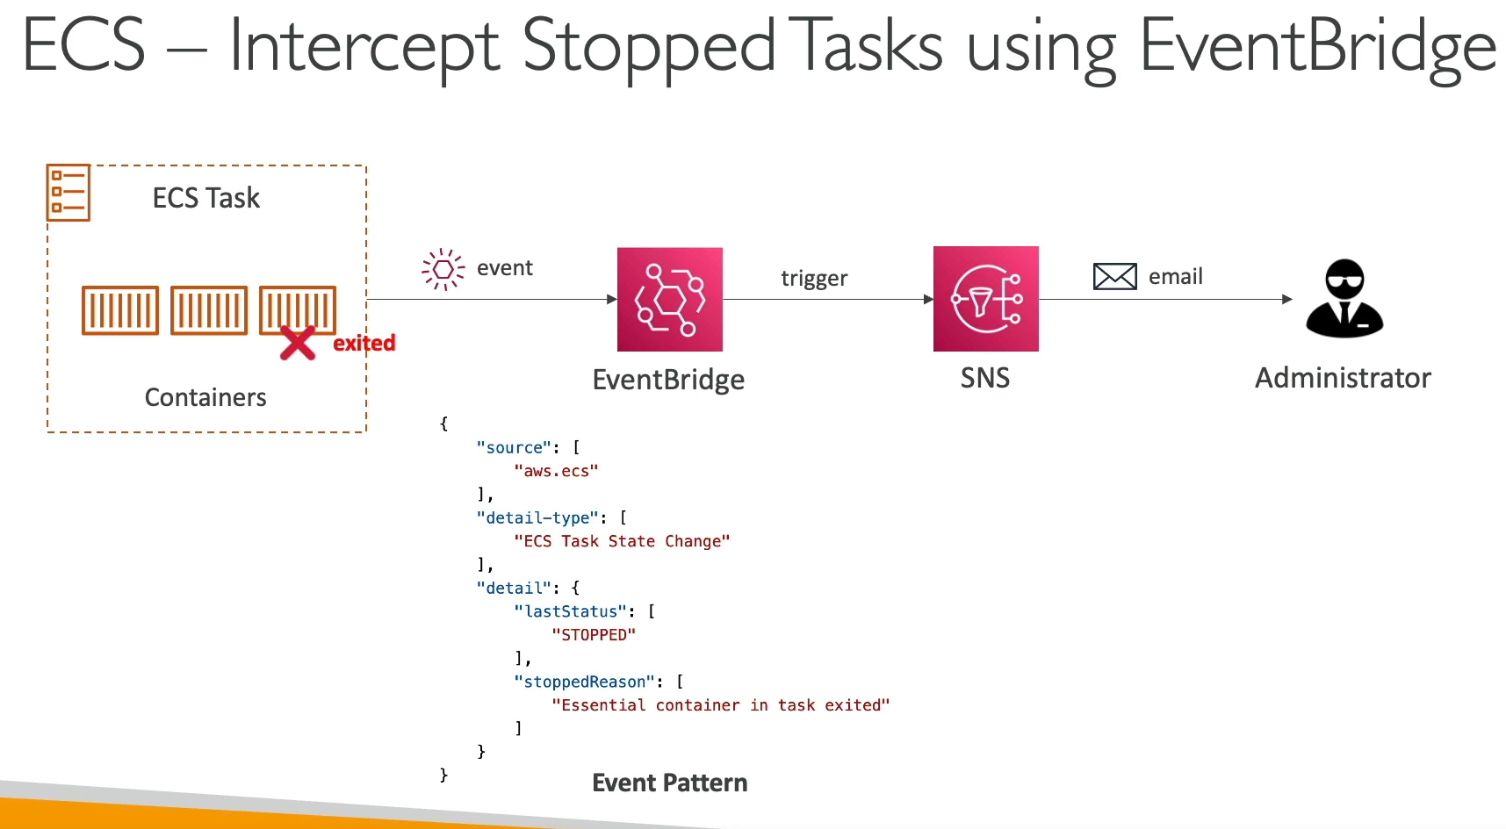 ECS – Intercept Stopped Tasks using EventBridge
ECS Task
Containers
exited
event
EventBridge
trigger
SNS
email
Administrator
{
    "source": [
        "aws.ecs"
    ],
    "detail-type": [
        "ECS Task State Change"
    ],
    "detail": {
        "lastStatus": [
            "STOPPED"
        ],
        "stoppedReason": [
            "Essential container in task exited"
        ]
    }
}
Event Pattern